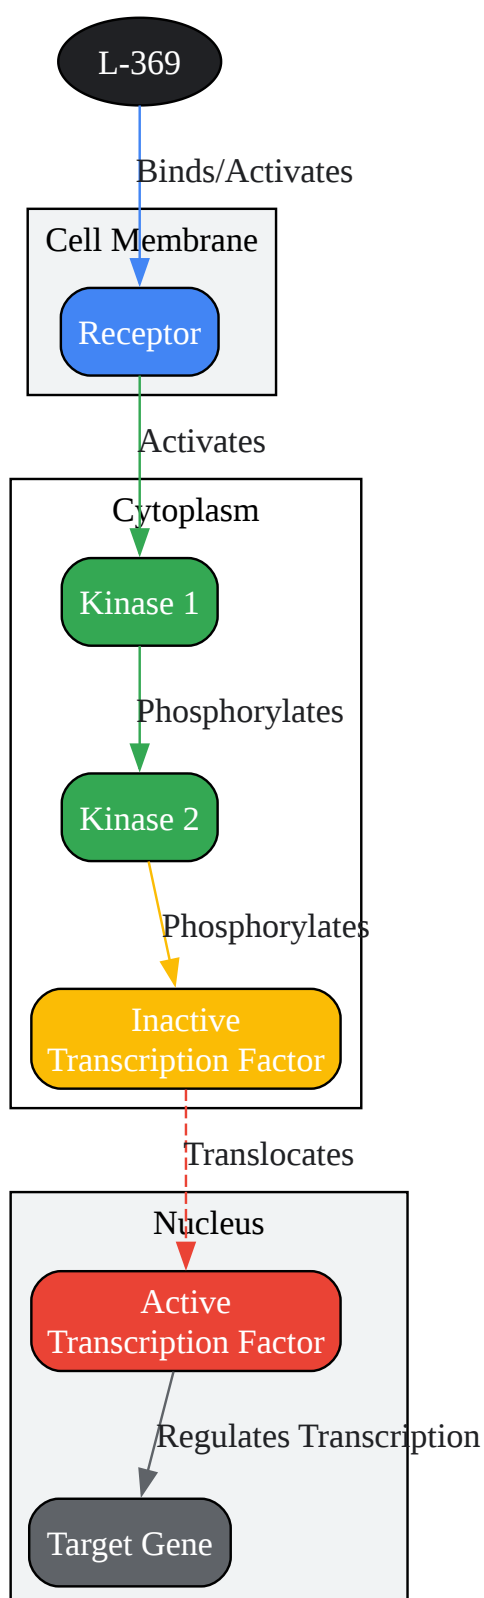 L-369
Binds/Activates
Cell Membrane
Receptor
Activates
Cytoplasm
Kinase 1
Phosphorylates
Kinase 2
Phosphorylates
Inactive
Transcription Factor
Translocates
Nucleus
Active
Transcription Factor
Regulates Transcription
Target Gene